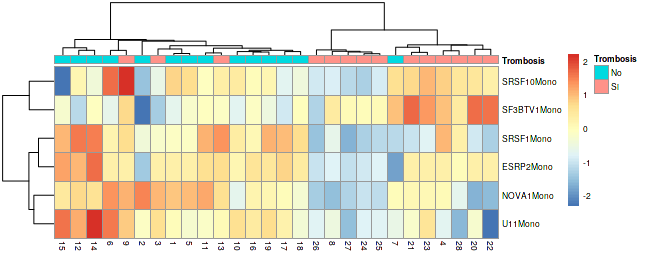 Trombosis
SRSF10Mono
SF3BTV1Mono
SRSF1Mono
ESRP2Mono
NOVA1Mono
U11Mono
15 12 14 6 9 2 3 1 5 11 13 10 16 19 17 18 26 8 27 24 25 7 21 23 4 28 20 22
2
1
0
-1
-2
Trombosis
No
SI